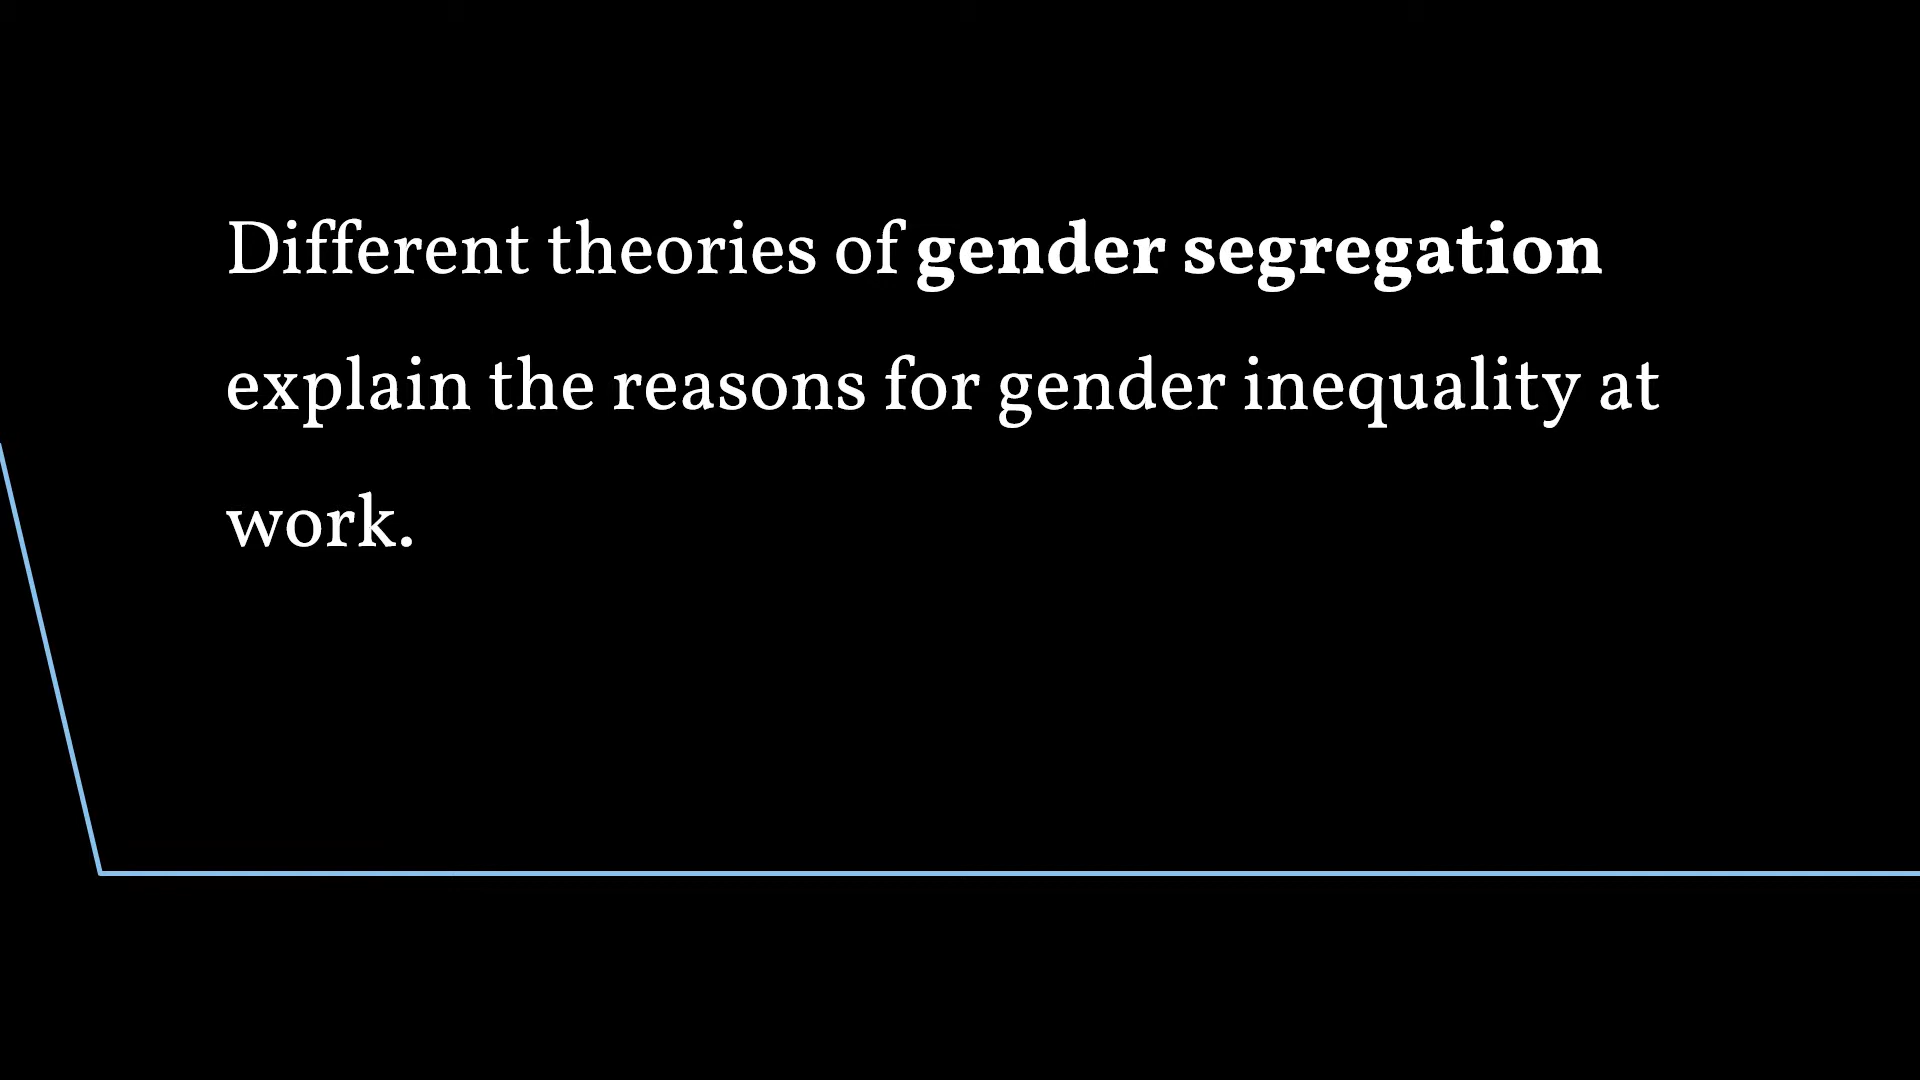 Different theories of gender segregation
explain the reasons for gender inequality at
work.